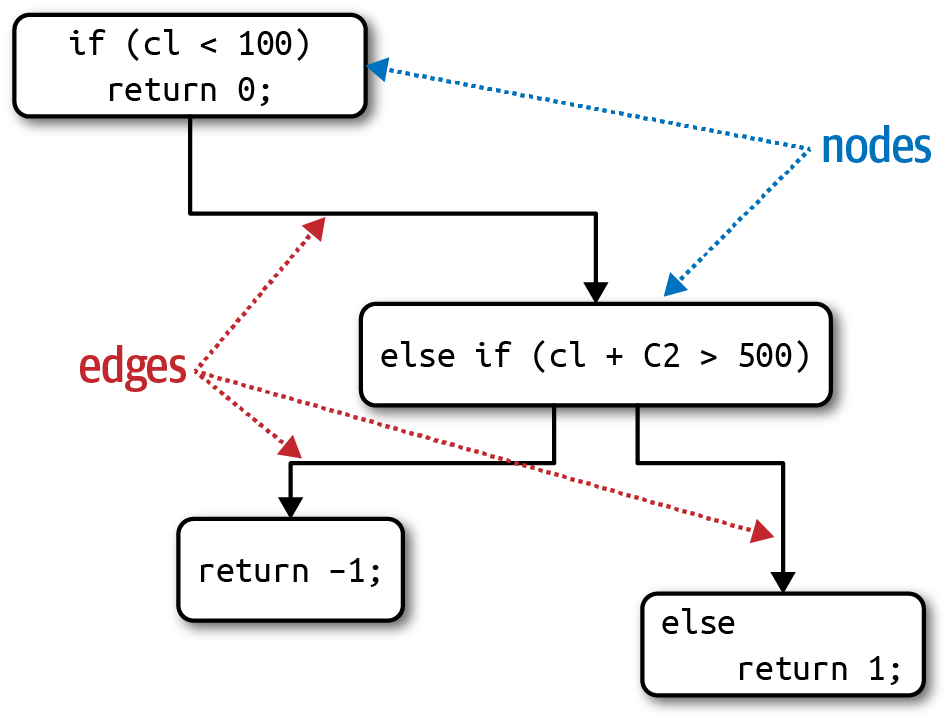 if (cl < 100)
return 0;
nodes
else if (cl + C2 > 500)
edges
return -1;
else
return 1;